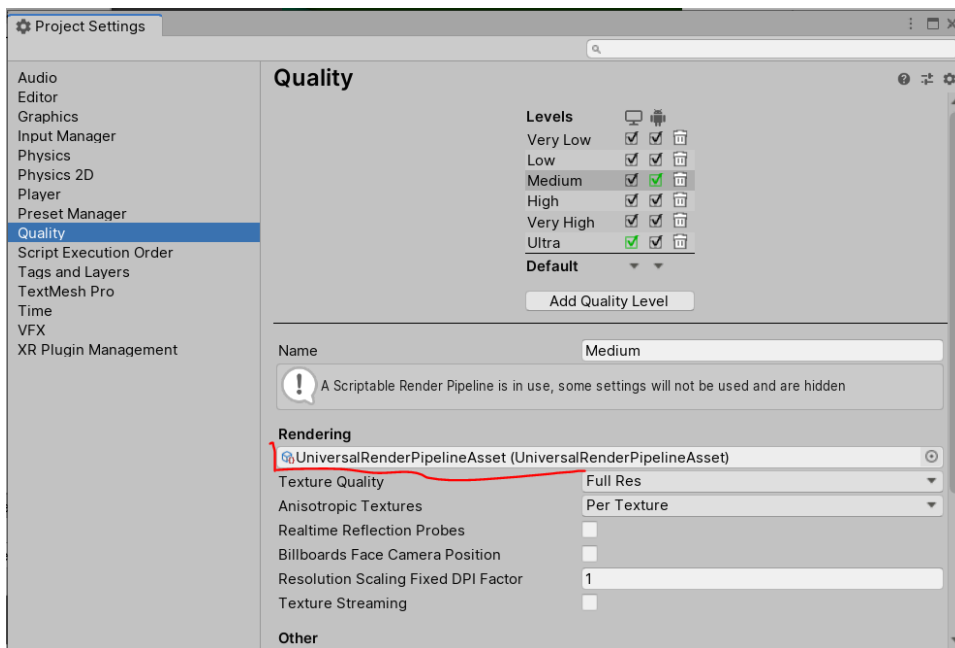 Project Settings
Audio
Editor
Graphics
Input Manager
Physics
Physics 2D
Player
Preset Manager
Quality
Script Execution Order
Tags and Layers
TextMesh Pro
Time
VFX
XR Plugin Management
Quality
Levels
Very Low
Low
Medium
High
Very High
Ultra
Default
Add Quality Level
Name Medium
A Scriptable Render Pipeline is in use, some settings will not be used and are hidden
Rendering
UniversalRenderPipelineAsset (UniversalRenderPipelineAsset)
Texture Quality Full Res
Anisotropic Textures Per Texture
Realtime Reflection Probes
Billboards Face Camera Position
Resolution Scaling Fixed DPI Factor 1
Texture Streaming
Other